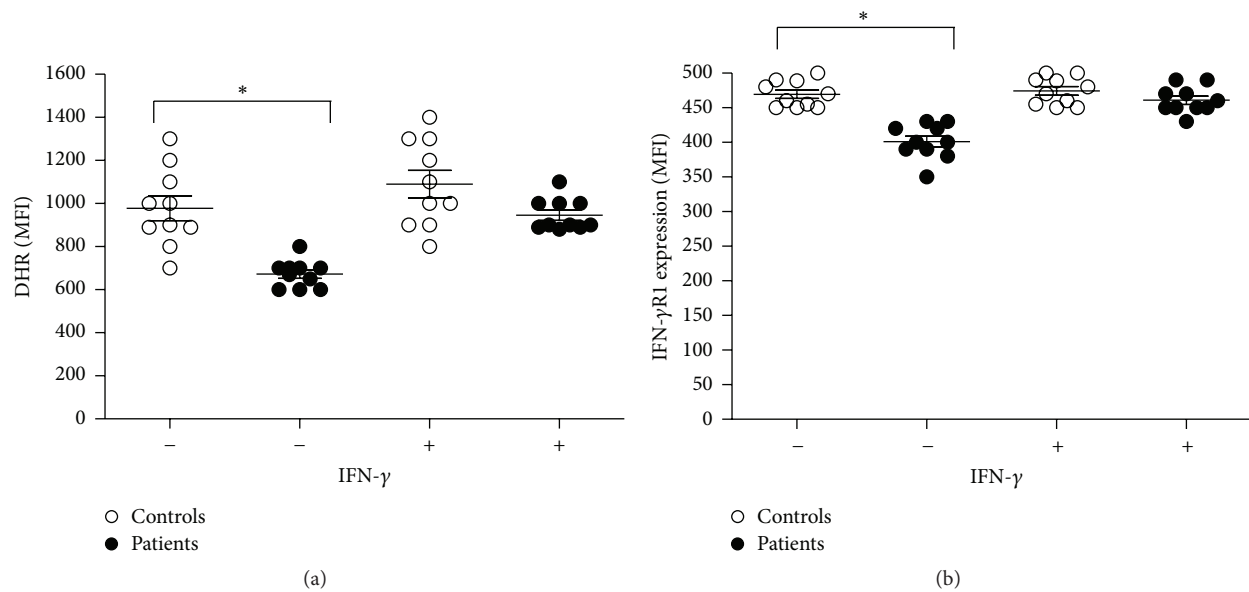 *
1600
1400
1200
1000
800
600
400
200
0
DHR (MFI)
− − + +
IFN-γ
Controls
Patients
(a)
*
500
450
400
350
300
250
200
150
100
50
0
IFN-γR1 expression (MFI)
− − + +
IFN-γ
Controls
Patients
(b)